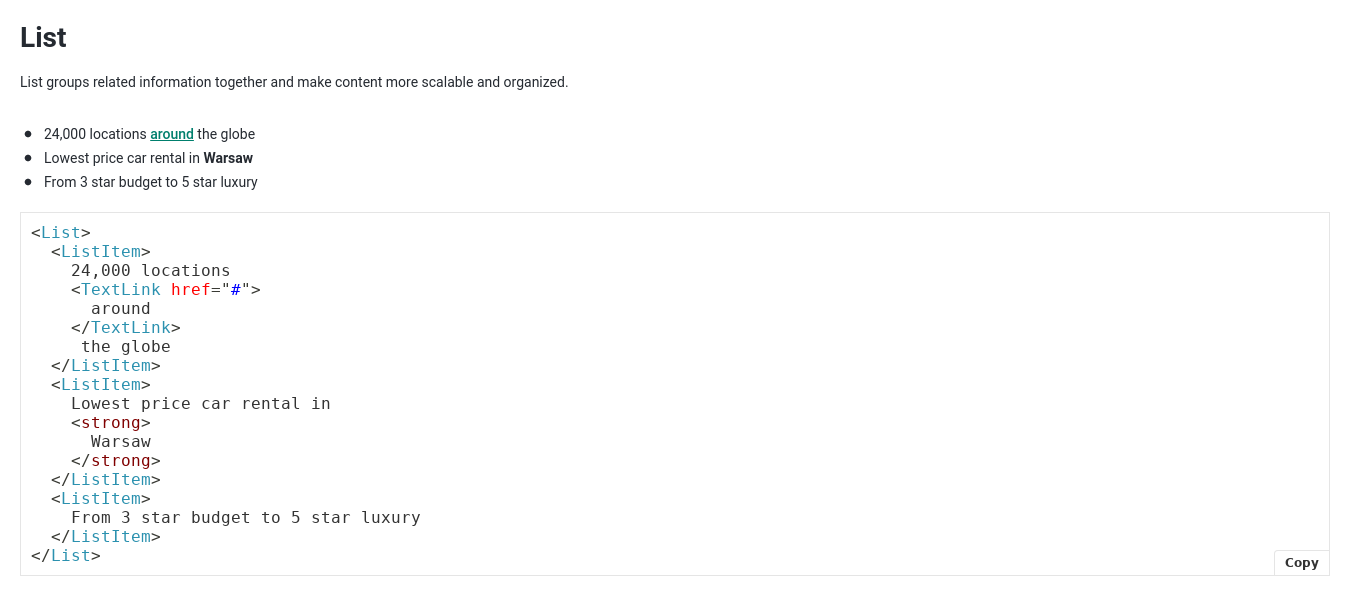 List
List groups related information together and make content more scalable and organized.
● 24,000 locations around the globe
● Lowest price car rental in Warsaw
● From 3 star budget to 5 star luxury
<List>
  <ListItem>
    24,000 locations
    <TextLink href="#">
      around
    </TextLink>
     the globe
  </ListItem>
  <ListItem>
    Lowest price car rental in
    <strong>
      Warsaw
    </strong>
  </ListItem>
  <ListItem>
    From 3 star budget to 5 star luxury
  </ListItem>
</List>
Copy